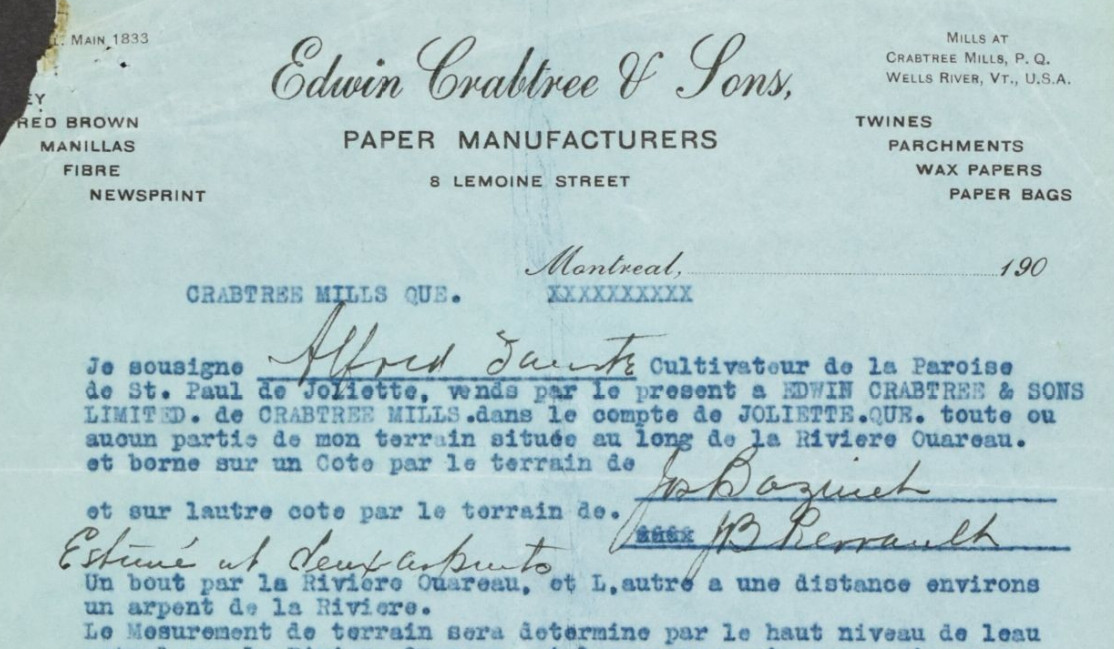 Main 1833
Edwin Crabtree & Sons,
PAPER MANUFACTURERS
8 LEMOINE STREET
MILLS AT
CRABTREE MILLS, P. Q.
WELLS RIVER, VT., U.S.A.
RED BROWN
MANILLAS
FIBRE
NEWSPRINT
TWINES
PARCHMENTS
WAX PAPERS
PAPER BAGS
Montreal, 190
CRABTREE MILLS QUE. XXXXXXXXXX
Je sousigne Alfred Cultivateur de la Paroise
de St. Paul de Joliette, vends par le present a EDWIN CRABTREE & SONS
LIMITED. de CRABTREE MILLS.dans le compte de JOLIETTE.QUE. toute ou
aucun partie de mon terrain située au long de la Riviere Ouareau.
et borne sur un Cote par le terrain de Jos Bazinet
et sur lautre cote par le terrain de. JB Perrault
Estimé deux arpents
Un bout par la Riviere Ouareau, et L,autre a une distance environs
un arpent de la Riviere.
Le Mesurement de terrain sera determine par le haut niveau de leau